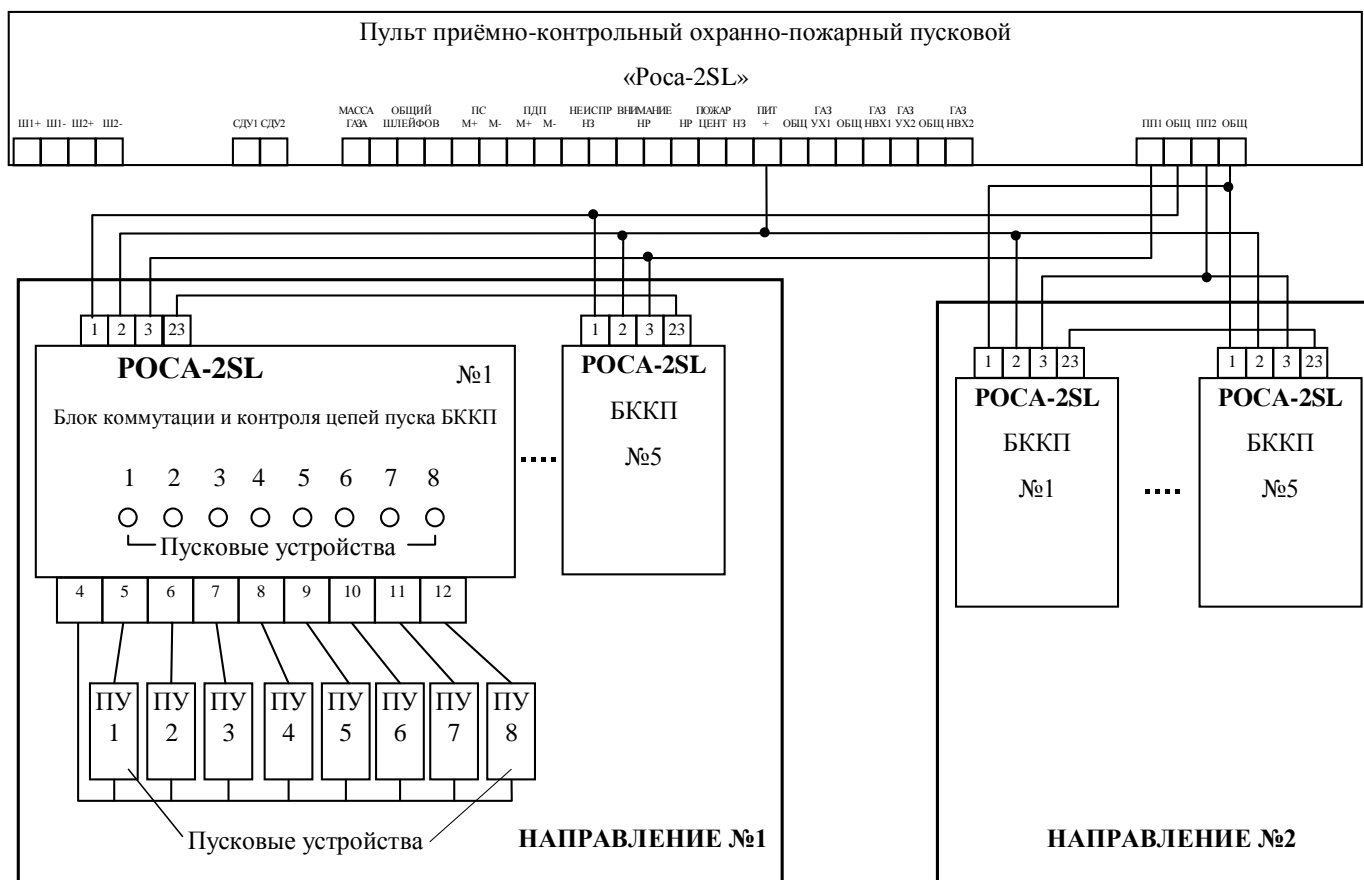 Пульт приёмно-контрольный охранно-пожарный пусковой
«Роса-2SL»
МАССА ОБЩИЙ ПС ПДП НЕИСПР ВНИМАНИЕ ПОЖАР ПИТ ГАЗ ГАЗ ГАЗ ГАЗ
Ш1+ Ш1- Ш2+ Ш2- СДУ1 СДУ2 ГАЗА ШЛЕЙФОВ М+ М- М+ М- НЗ НР НР ЦЕНТ НЗ + ОБЩ УХ1 ОБЩ НВХ1 УХ2 ОБЩ НВХ2 ПП1 ОБЩ ПП2 ОБЩ
1 2 3 23 1 2 3 23
1 2 3 23 1 2 3 23
РОСА-2SL №1
Блок коммутации и контроля цепей пуска БККП
1 2 3 4 5 6 7 8
Пусковые устройства
РОСА-2SL
БККП
№5
РОСА-2SL
БККП
№1
РОСА-2SL
БККП
№5
4 5 6 7 8 9 10 11 12
ПУ ПУ ПУ ПУ ПУ ПУ ПУ ПУ
1 2 3 4 5 6 7 8
Пусковые устройства
НАПРАВЛЕНИЕ №1
НАПРАВЛЕНИЕ №2